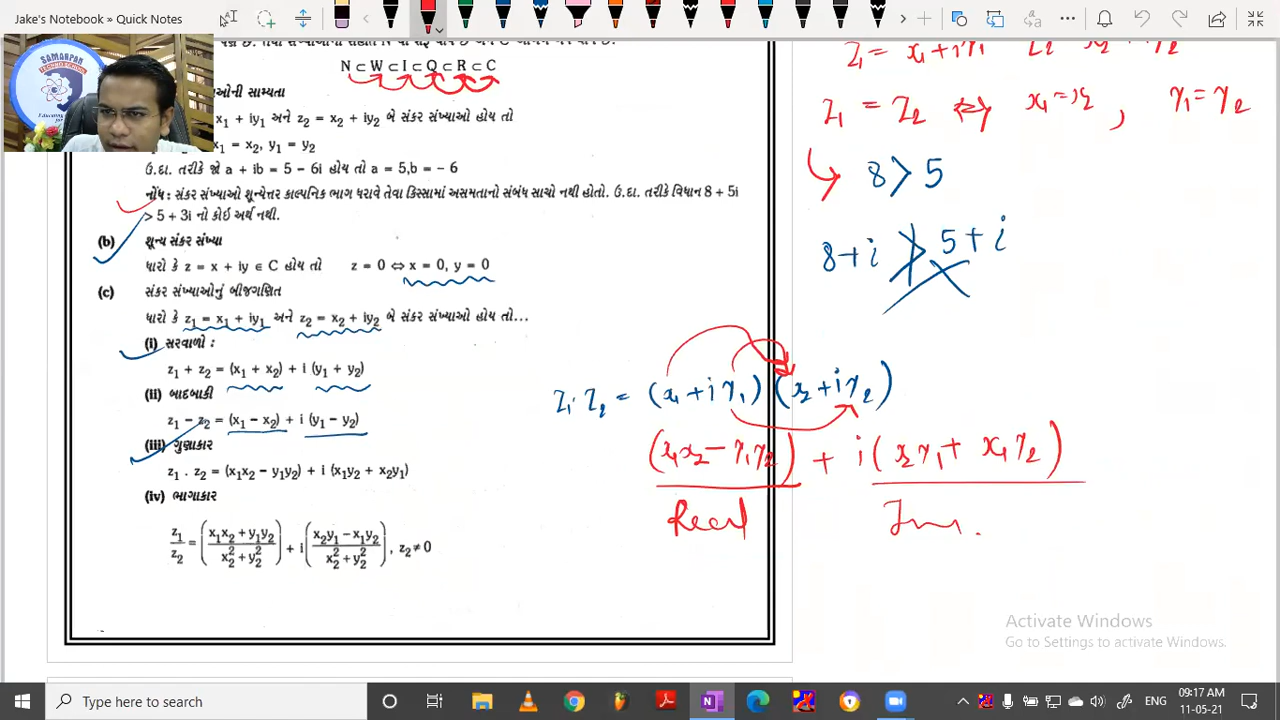 Jake's Notebook » Quick Notes
N ⊂ W ⊂ I ⊂ Q ⊂ R ⊂ C
SAMARPAN
x₁ + iy₁ અને z₂ = x₂ + iy₂ બે સંકર સંખ્યાઓ હોય તો
= x₂, y₁ = y₂
ઉ.દા. તરીકે જો a + ib = 5 – 6i હોય તો a = 5,b = – 6
નોંધ : સંકર સંખ્યાઓ શૂન્યેત્તર કાલ્પનિક ભાગ ધરાવે તેવા કિસ્સામાં અસમતાનો સંબંધ સાચો નથી હોતો. ઉ.દા. તરીકે વિધાન 8 + 5i
> 5 + 3i નો કોઈ અર્થ નથી.
(b) શૂન્ય સંકર સંખ્યા
ધારો કે z = x + iy ∈ C હોય તો z = 0 ⇔ x = 0, y = 0
(c) સંકર સંખ્યાઓનું બીજગણિત
ધારો કે z₁ = x₁ + iy₁ અને z₂ = x₂ + iy₂ બે સંકર સંખ્યાઓ હોય તો...
(i) સરવાળો :
z₁ + z₂ = (x₁ + x₂) + i (y₁ + y₂)
(ii) બાદબાકી
z₁ – z₂ = (x₁ – x₂) + i (y₁ – y₂)
(iii) ગુણાકાર
z₁ . z₂ = (x₁x₂ – y₁y₂) + i (x₁y₂ + x₂y₁)
(iv) ભાગાકાર
z₁/z₂ = ((x₁x₂ + y₁y₂)/(x₂² + y₂²)) + i ((x₂y₁ – x₁y₂)/(x₂² + y₂²)), z₂ ≠ 0
z₁ = x₁ + iy₁
z₁ = z₂ ⇔ x₁ = x₂ , y₁ = y₂
8 > 5
8 + i > 5 + i
z₁ z₂ = (x₁ + i y₁) (x₂ + i y₂)
(x₁x₂ – y₁y₂) + i (x₂y₁ + x₁y₂)
Real Im.
Activate Windows
Go to Settings to activate Windows.
Type here to search
ENG
09:17 AM
11-05-21